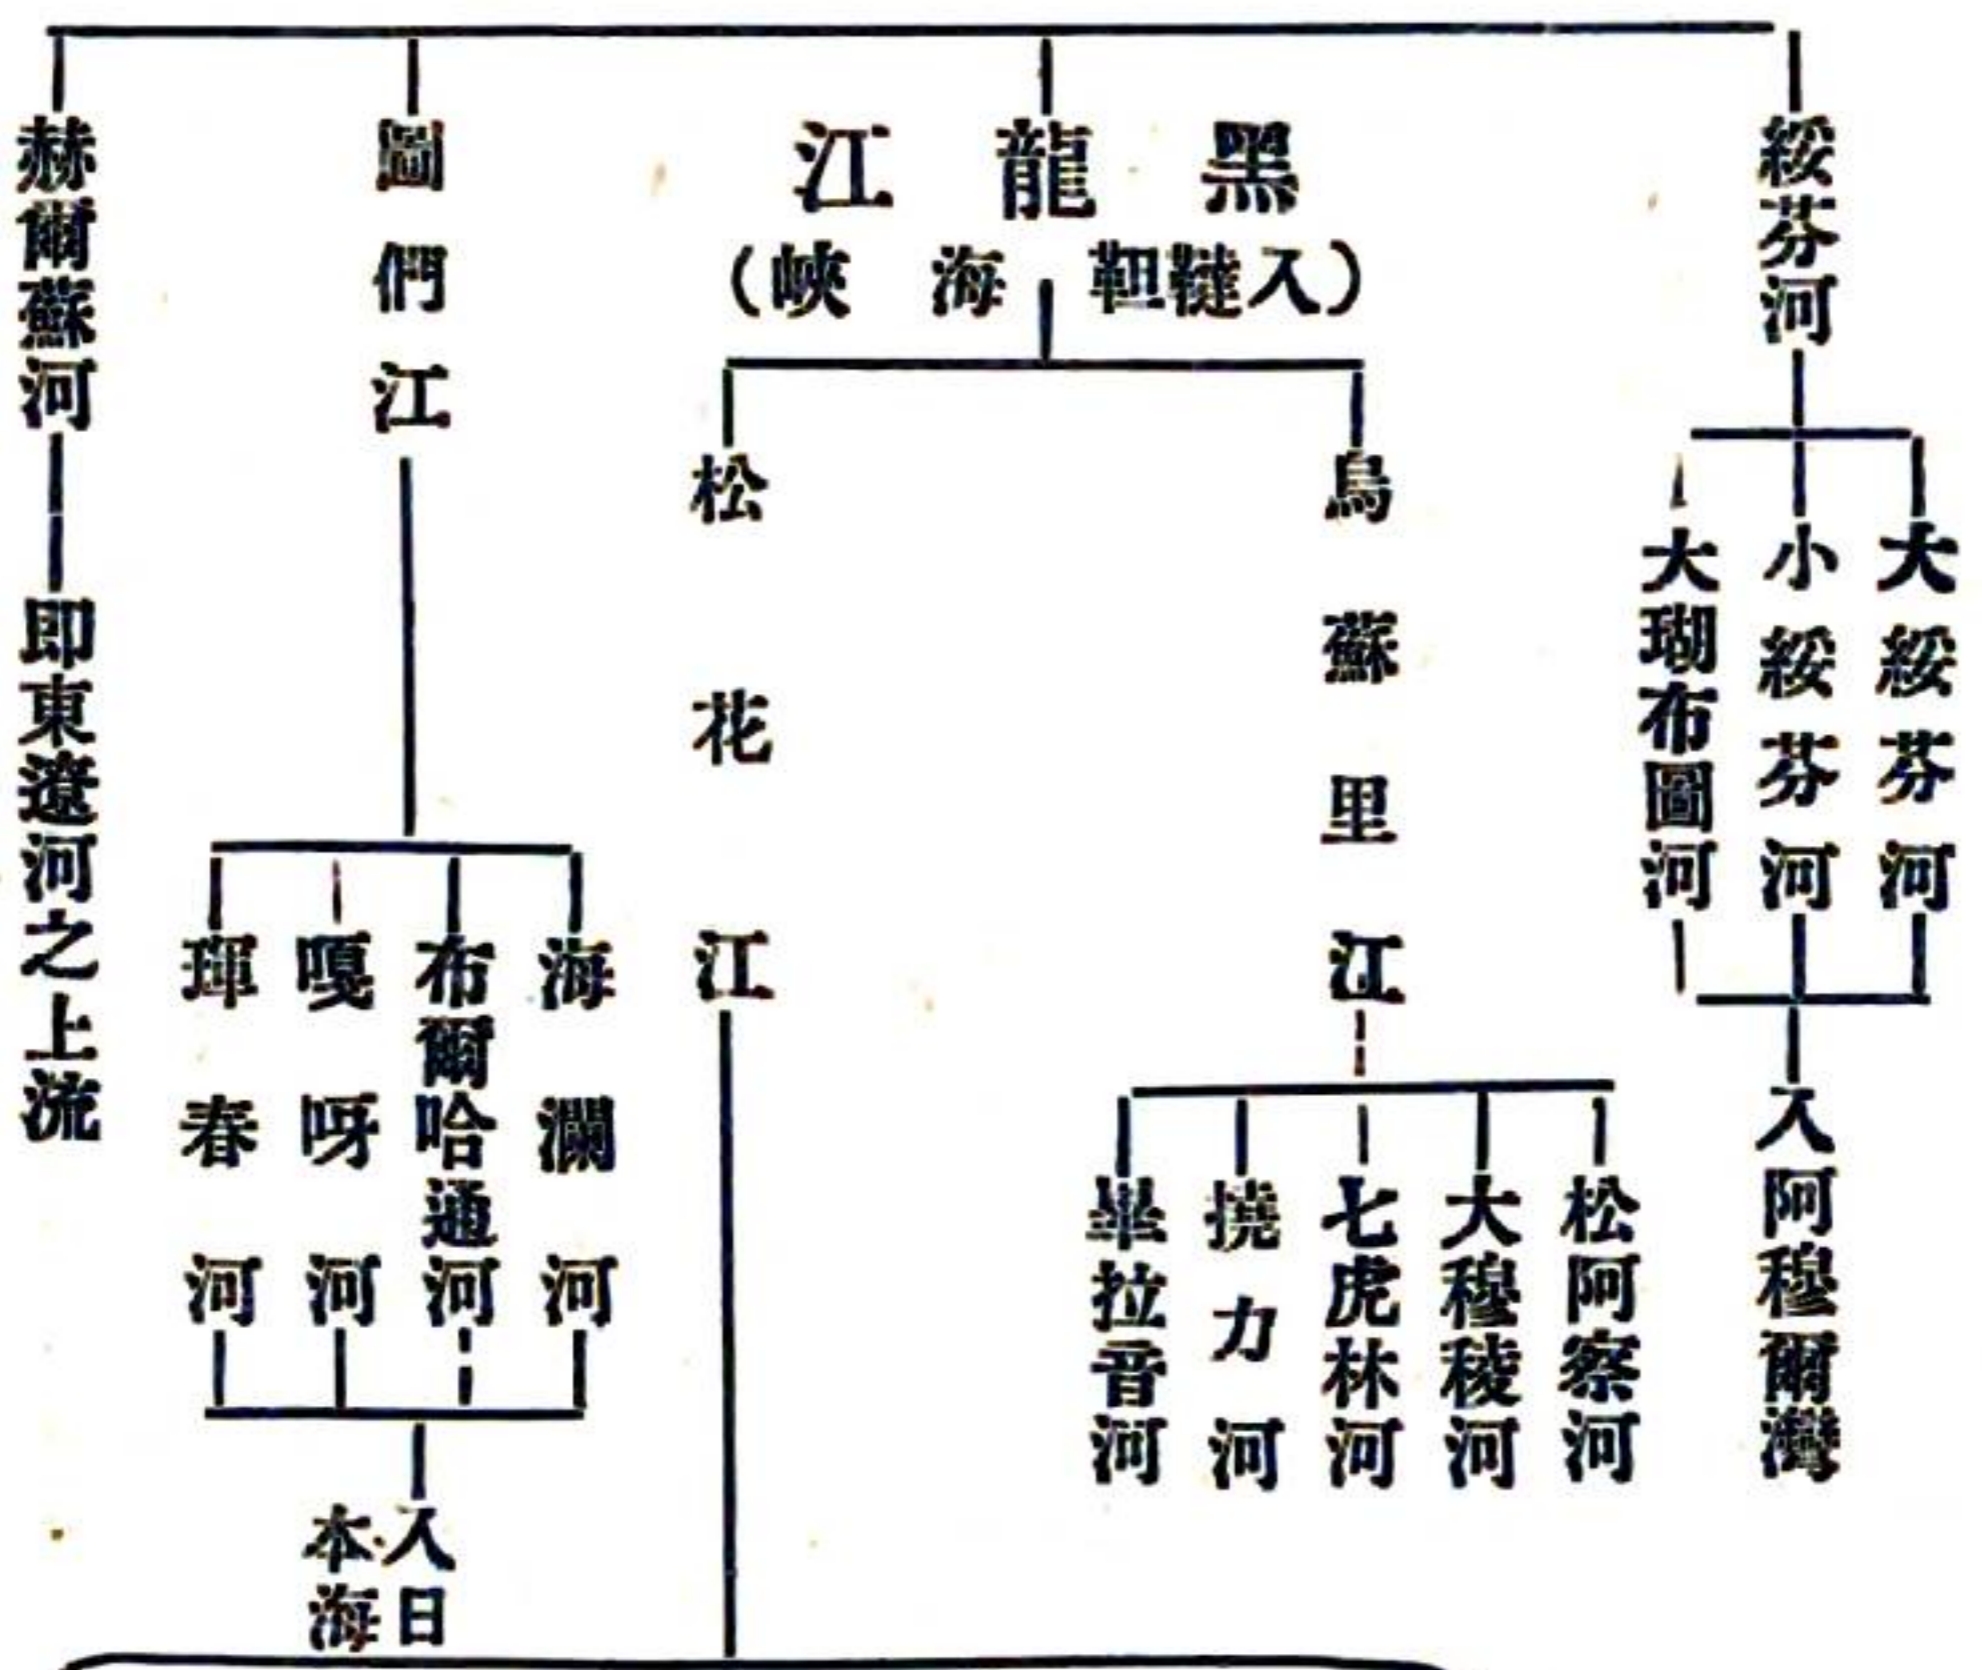 綏芬河
大綏芬河
小綏芬河
大瑚布圖河
入阿穆爾灣
黑龍江
(入韃靼海峽)
烏蘇里江
松阿察河
大穆稜河
七虎林河
撓力河
畢拉音河
松花江
圖們江
海瀾河
布爾哈通河
嘎呀河
琿春河
入日
本海
赫爾蘇河
即東遼河之上流